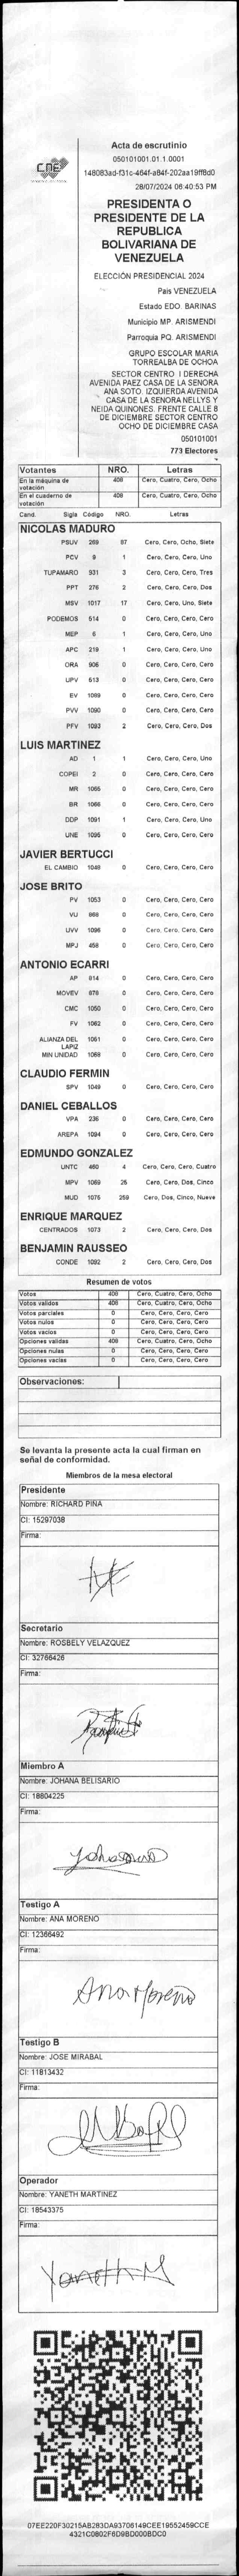 CNE
Acta de escrutinio
050101001.01.1.0001
148083ad-f31c-464f-a84f-202aa19ff8d0
28/07/2024 06:40:53 PM
PRESIDENTA O
PRESIDENTE DE LA
REPUBLICA
BOLIVARIANA DE
VENEZUELA
ELECCIÓN PRESIDENCIAL 2024
Pais VENEZUELA
Estado EDO. BARINAS
Municipio MP. ARISMENDI
Parroquia PQ. ARISMENDI
GRUPO ESCOLAR MARIA
TORREALBA DE OCHOA
SECTOR CENTRO I DERECHA
AVENIDA PAEZ CASA DE LA SENORA
ANA SOTO. IZQUIERDA AVENIDA
CASA DE LA SENORA NELLYS Y
NEIDA QUINONES. FRENTE CALLE 8
DE DICIEMBRE SECTOR CENTRO
OCHO DE DICIEMBRE CASA
050101001
773 Electores
Votantes NRO. Letras
En la máquina de votación 408 Cero, Cuatro, Cero, Ocho
En el cuaderno de votación 408 Cero, Cuatro, Cero, Ocho
Cand. Sigla Código NRO. Letras
NICOLAS MADURO
PSUV 269 87 Cero, Cero, Ocho, Siete
PCV 9 1 Cero, Cero, Cero, Uno
TUPAMARO 931 3 Cero, Cero, Cero, Tres
PPT 276 2 Cero, Cero, Cero, Dos
MSV 1017 17 Cero, Cero, Uno, Siete
PODEMOS 514 0 Cero, Cero, Cero, Cero
MEP 6 1 Cero, Cero, Cero, Uno
APC 219 1 Cero, Cero, Cero, Uno
ORA 906 0 Cero, Cero, Cero, Cero
UPV 613 0 Cero, Cero, Cero, Cero
EV 1089 0 Cero, Cero, Cero, Cero
PVV 1090 0 Cero, Cero, Cero, Cero
PFV 1093 2 Cero, Cero, Cero, Dos
LUIS MARTINEZ
AD 1 1 Cero, Cero, Cero, Uno
COPEI 2 0 Cero, Cero, Cero, Cero
MR 1065 0 Cero, Cero, Cero, Cero
BR 1066 0 Cero, Cero, Cero, Cero
DDP 1091 1 Cero, Cero, Cero, Uno
UNE 1095 0 Cero, Cero, Cero, Cero
JAVIER BERTUCCI
EL CAMBIO 1048 0 Cero, Cero, Cero, Cero
JOSE BRITO
PV 1053 0 Cero, Cero, Cero, Cero
VU 868 0 Cero, Cero, Cero, Cero
UVV 1096 0 Cero, Cero, Cero, Cero
MPJ 458 0 Cero, Cero, Cero, Cero
ANTONIO ECARRI
AP 914 0 Cero, Cero, Cero, Cero
MOVEV 978 0 Cero, Cero, Cero, Cero
CMC 1050 0 Cero, Cero, Cero, Cero
FV 1062 0 Cero, Cero, Cero, Cero
ALIANZA DEL LAPIZ 1061 0 Cero, Cero, Cero, Cero
MIN UNIDAD 1068 0 Cero, Cero, Cero, Cero
CLAUDIO FERMIN
SPV 1049 0 Cero, Cero, Cero, Cero
DANIEL CEBALLOS
VPA 236 0 Cero, Cero, Cero, Cero
AREPA 1094 0 Cero, Cero, Cero, Cero
EDMUNDO GONZALEZ
UNTC 460 4 Cero, Cero, Cero, Cuatro
MPV 1069 25 Cero, Cero, Dos, Cinco
MUD 1075 259 Cero, Dos, Cinco, Nueve
ENRIQUE MARQUEZ
CENTRADOS 1073 2 Cero, Cero, Cero, Dos
BENJAMIN RAUSSEO
CONDE 1092 2 Cero, Cero, Cero, Dos
Resumen de votos
Votos 408 Cero, Cuatro, Cero, Ocho
Votos validos 408 Cero, Cuatro, Cero, Ocho
Votos parciales 0 Cero, Cero, Cero, Cero
Votos nulos 0 Cero, Cero, Cero, Cero
Votos vacios 0 Cero, Cero, Cero, Cero
Opciones validas 408 Cero, Cuatro, Cero, Ocho
Opciones nulas 0 Cero, Cero, Cero, Cero
Opciones vacias 0 Cero, Cero, Cero, Cero
Observaciones:
Se levanta la presente acta la cual firman en
señal de conformidad.
Miembros de la mesa electoral
Presidente
Nombre: RICHARD PIÑA
CI: 15297038
Firma:
Secretario
Nombre: ROSBELY VELAZQUEZ
CI: 32766426
Firma:
Miembro A
Nombre: JOHANA BELISARIO
CI: 18804225
Firma:
Testigo A
Nombre: ANA MORENO
CI: 12366492
Firma:
Ana Moreno
Testigo B
Nombre: JOSE MIRABAL
CI: 11813432
Firma:
Operador
Nombre: YANETH MARTINEZ
CI: 18543375
Firma:
Yaneth M
07EE220F30215AB283DA93706149CEE19552459CCE
4321C0802F6D9BD000BDC0